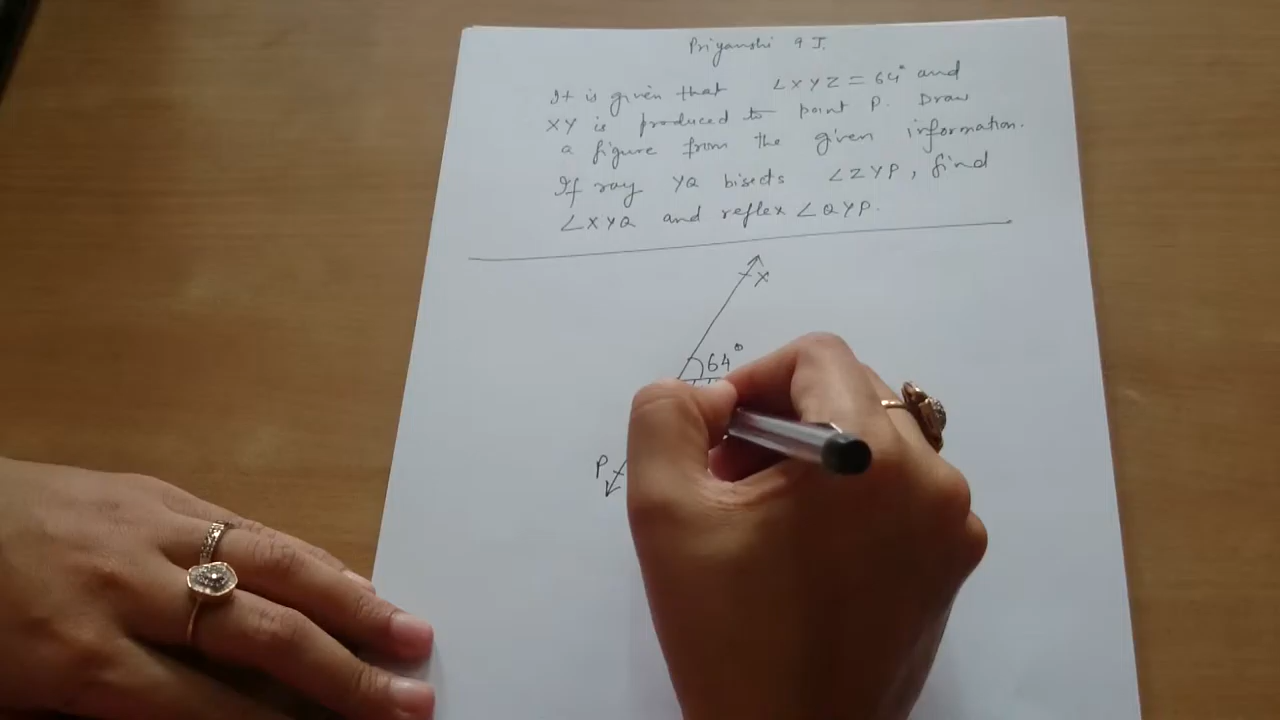 Priyanshi 9 I.
It is given that ∠XYZ = 64° and
XY is produced to point P. Draw
a figure from the given information.
If ray YQ bisects ∠ZYP, find
∠XYQ and reflex ∠QYP.
X
64°
P